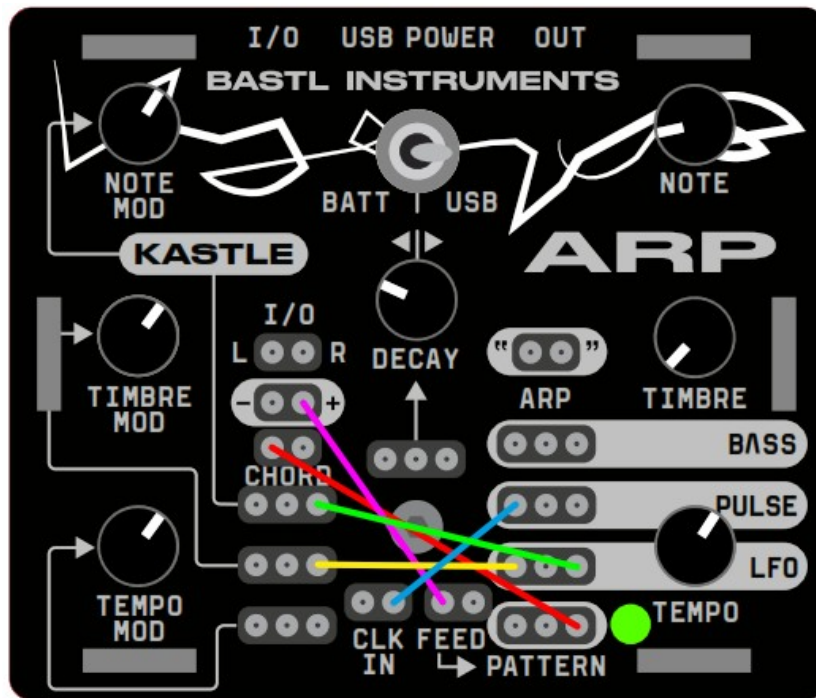 I/O USB POWER OUT
BASTL INSTRUMENTS
NOTE MOD
BATT USB
NOTE
KASTLE
ARP
I/O
L R
DECAY
" "
TIMBRE MOD
- +
ARP
TIMBRE
BASS
CHORD
PULSE
LFO
TEMPO MOD
CLK IN
FEED
PATTERN
TEMPO